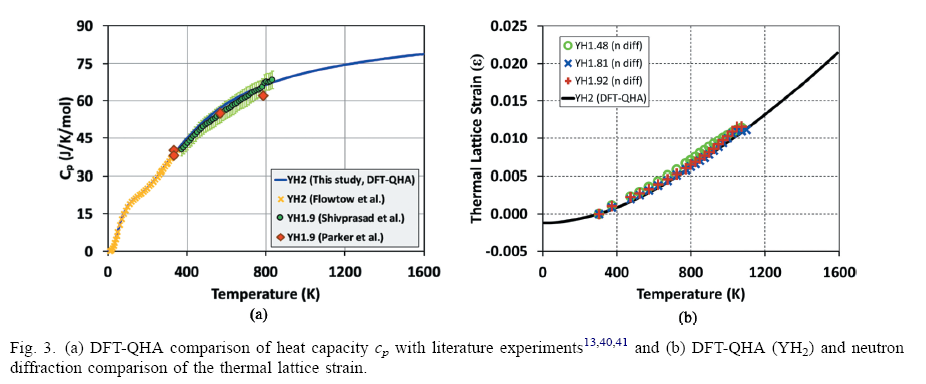 90
75
60
45
30
15
0
Cp (J/K/mol)
YH2 (This study, DFT-QHA)
YH2 (Flowtow et al.)
YH1.9 (Shivprasad et al.)
YH1.9 (Parker et al.)
0 400 800 1200 1600
Temperature (K)
(a)
0.025
0.020
0.015
0.010
0.005
0.000
-0.005
Thermal Lattice Strain (ε)
YH1.48 (n diff)
YH1.81 (n diff)
YH1.92 (n diff)
YH2 (DFT-QHA)
0 400 800 1200 1600
Temperature (K)
(b)
Fig. 3. (a) DFT-QHA comparison of heat capacity cp with literature experiments13,40,41 and (b) DFT-QHA (YH2) and neutron
diffraction comparison of the thermal lattice strain.